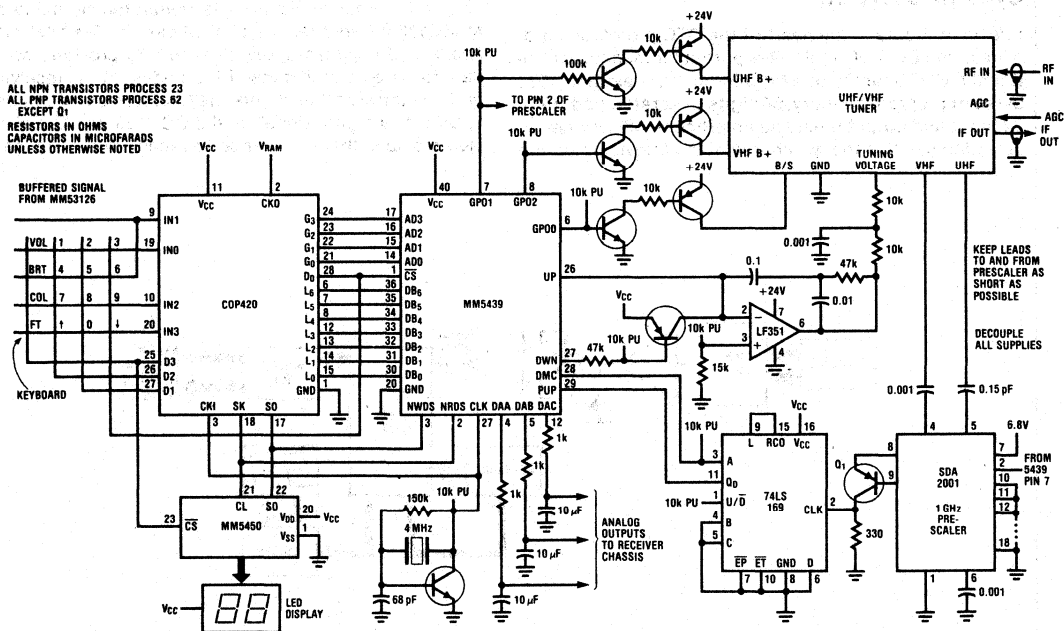 ALL NPN TRANSISTORS PROCESS 23
ALL PNP TRANSISTORS PROCESS 62
EXCEPT Q1
RESISTORS IN OHMS
CAPACITORS IN MICROFARADS
UNLESS OTHERWISE NOTED
BUFFERED SIGNAL
FROM MM53126
VOL 1 2 3
BRT 4 5 6
COL 7 8 9
FT ↑ 0 ↓
KEYBOARD
VCC
VRAM
11
2
VCC
CKO
9 IN1
19 IN0
10 IN2
20 IN3
25 D3
26 D2
27 D1
COP420
G3 24
G2 23
G1 22
G0 21
D0 28
L6 6
L5 7
L4 8
L3 12
L2 13
L1 14
L0 15
GND 1
CKI SK SO
3 18 17
21 22
CL SO
23 CS
MM5450
VDD 20 VCC
VSS 1
VCC
LED
DISPLAY
VCC
40
VCC
10k PU
7
GPO1
TO PIN 2 OF
PRESCALER
10k PU
8
GPO2
17 AD3
16 AD2
15 AD1
14 AD0
1 CS
36 DB6
35 DB5
34 DB4
33 DB3
32 DB2
31 DB1
30 DB0
20 GND
MM5439
GPO0 6
10k PU
UP 26
DWN 27
DMC 28
PUP 29
NWDS NRDS CLK DAA DAB DAC
3 2 27 4 5 12
1k
1k
1k
10 µF
10 µF
10 µF
ANALOG
OUTPUTS
TO RECEIVER
CHASSIS
150k
10k PU
4 MHz
68 pF
100k
10k
+24V
10k
+24V
10k
+24V
UHF B+
VHF B+
B/S
GND
TUNING
VOLTAGE
VHF
UHF
UHF/VHF
TUNER
RF IN
AGC
IF OUT
RF
IN
AGC
IF
OUT
10k
0.001
10k
0.1
47k
0.01
+24V
VCC
47k
10k PU
10k PU
15k
2
3
7
4
6
LF351
KEEP LEADS
TO AND FROM
PRESCALER AS
SHORT AS
POSSIBLE
DECOUPLE
ALL SUPPLIES
0.001
0.15 pF
10k PU
VCC
9 15 16
L RCO VCC
3 A
11 QD
10k PU 1 U/D
4 B
5 C
74LS
169
CLK 2
EP ET GND D
7 10 8 6
Q1
330
4 5
8
9
SDA
2001
1 GHz
PRE-
SCALER
6.8V
7
2
10
11
12
18
FROM
5439
PIN 7
1
6
0.001